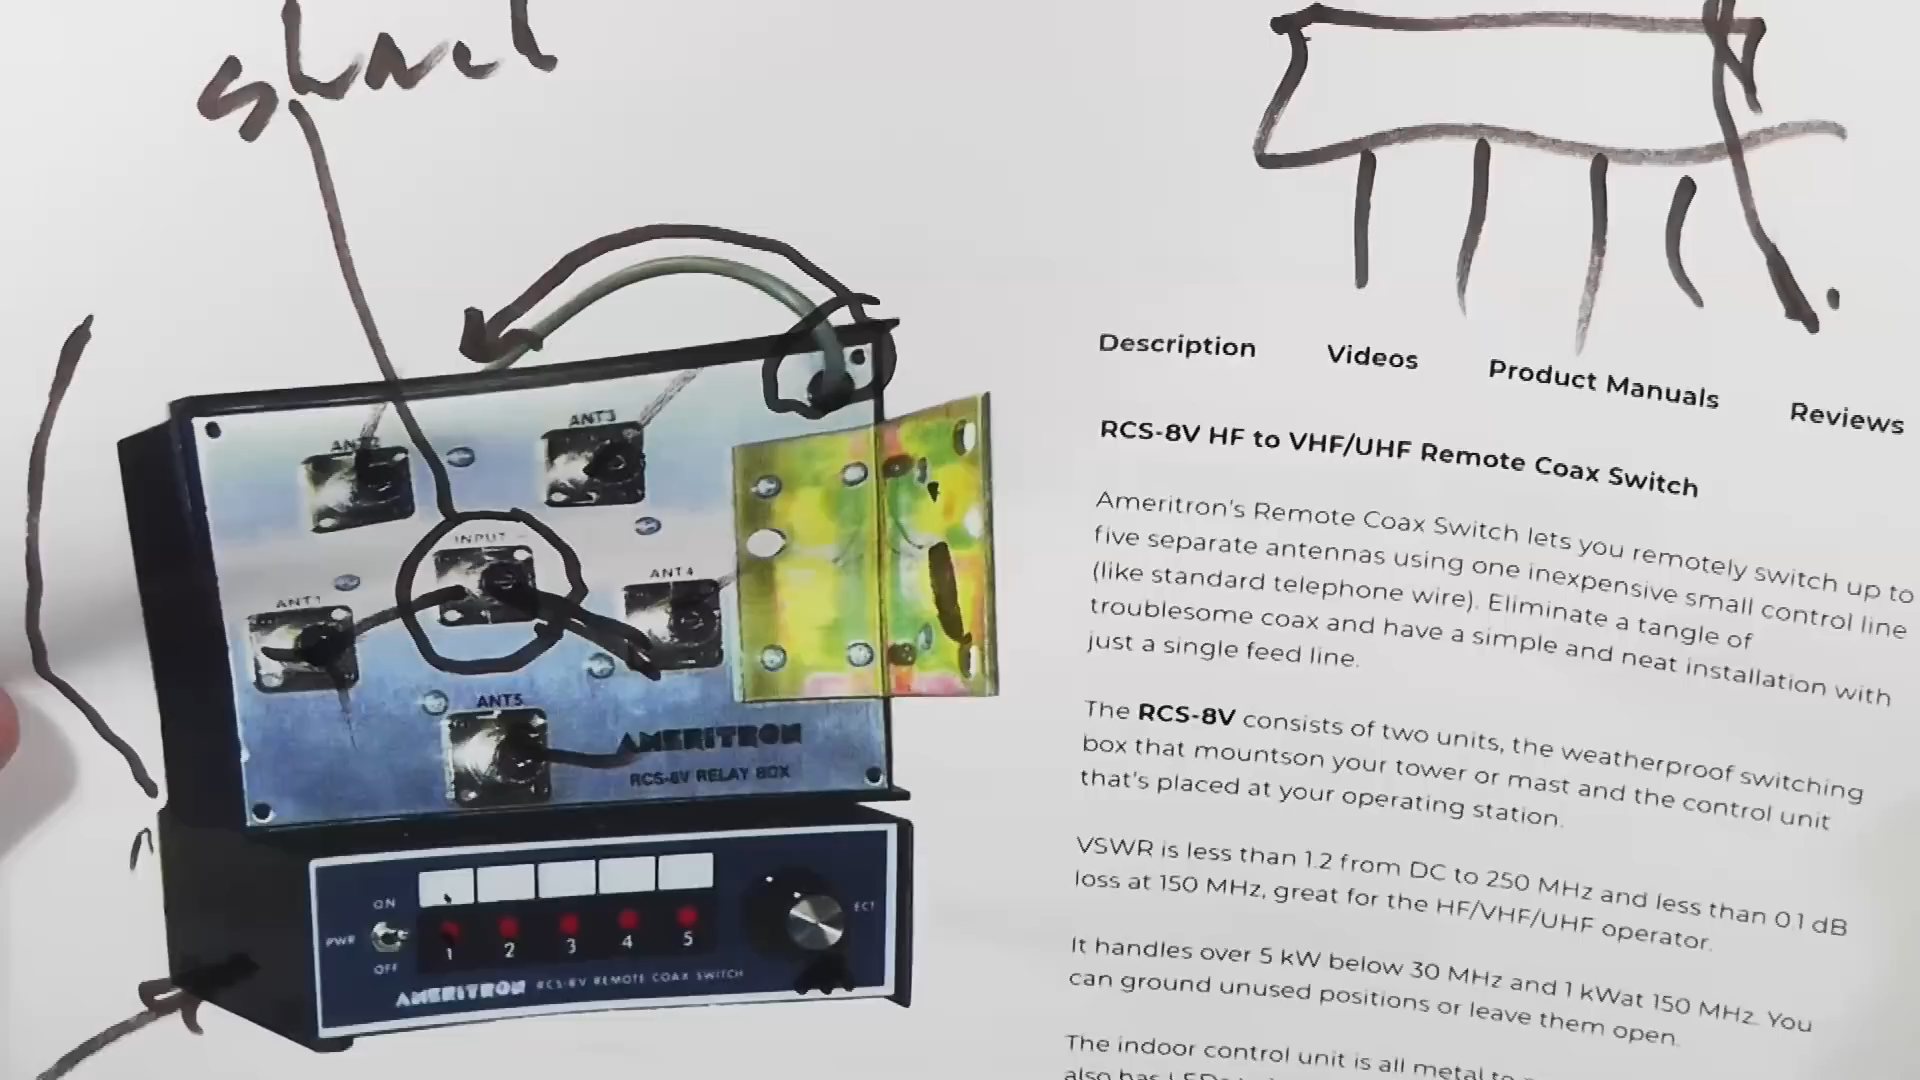 ANT2
ANT3
INPUT
ANT4
ANT1
ANT5
AMERITRON
RCS-8V RELAY BOX
ON
PWR
OFF
1 2 3 4 5
AMERITRON RCS-8V REMOTE COAX SWITCH
Description Videos Product Manuals Reviews
RCS-8V HF to VHF/UHF Remote Coax Switch
Ameritron's Remote Coax Switch lets you remotely switch up to
five separate antennas using one inexpensive small control line
(like standard telephone wire). Eliminate a tangle of
troublesome coax and have a simple and neat installation with
just a single feed line.
The RCS-8V consists of two units, the weatherproof switching
box that mountson your tower or mast and the control unit
that's placed at your operating station.
VSWR is less than 1.2 from DC to 250 MHz and less than 0.1 dB
loss at 150 MHz, great for the HF/VHF/UHF operator.
It handles over 5 kW below 30 MHz and 1 kWat 150 MHz. You
can ground unused positions or leave them open.
The indoor control unit is all metal to
also has LEDs